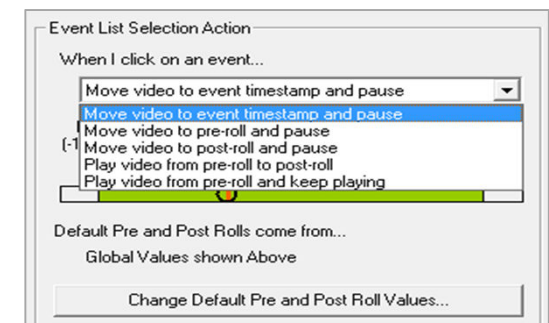 Event List Selection Action
When I click on an event...
Move video to event timestamp and pause
Move video to event timestamp and pause
Move video to pre-roll and pause
(-1
Move video to post-roll and pause
Play video from pre-roll to post-roll
Play video from pre-roll and keep playing
Default Pre and Post Rolls come from...
Global Values shown Above
Change Default Pre and Post Roll Values...